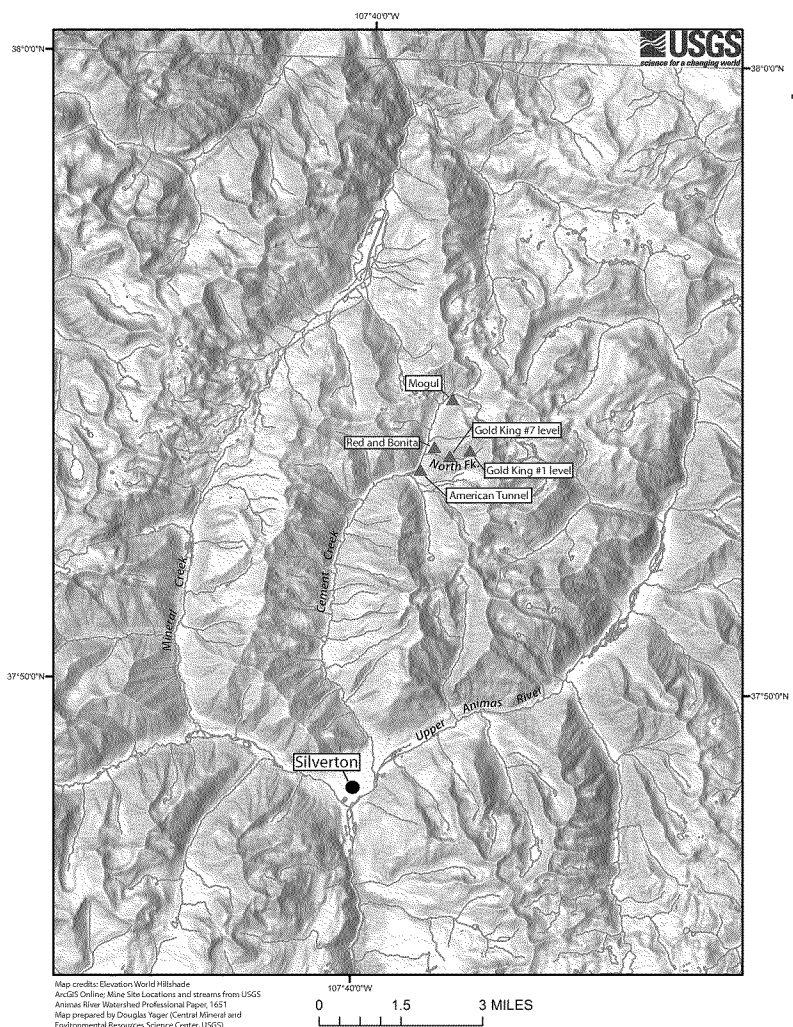 107°40'0"W
38°0'0"N
USGS
science for a changing world
38°0'0"N
Mogul
Gold King #7 level
Red and Bonita
North Fk.
Gold King #1 level
American Tunnel
Cement Creek
Mineral Creek
37°50'0"N
37°50'0"N
Upper Animas River
Silverton
107°40'0"W
Map credits: Elevation World Hillshade
ArcGIS Online; Mine Site Locations and streams from USGS
Animas River Watershed Professional Paper, 1651
Map prepared by Douglas Yager (Central Mineral and
Environmental Resources Science Center, USGS)
0 1.5 3 MILES